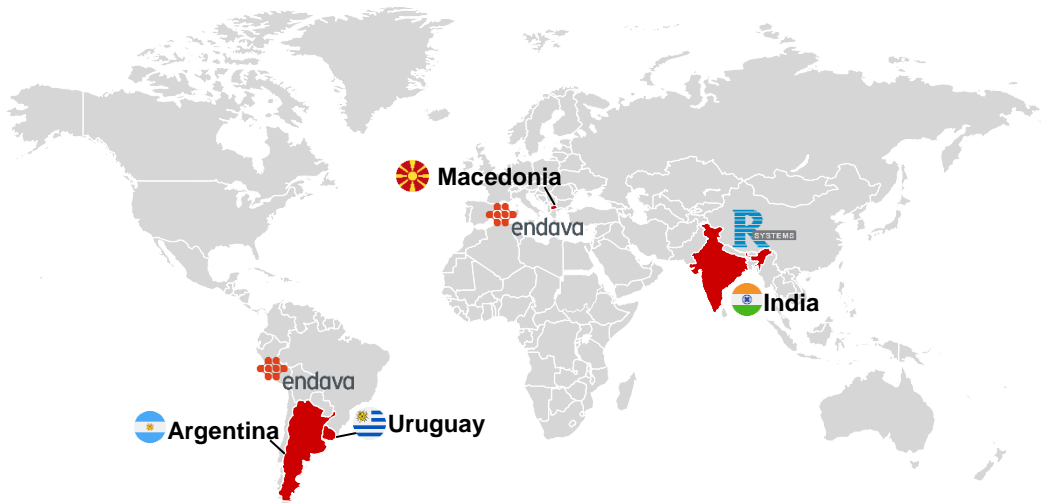 Macedonia
endava
R
SYSTEMS
India
endava
Argentina
Uruguay